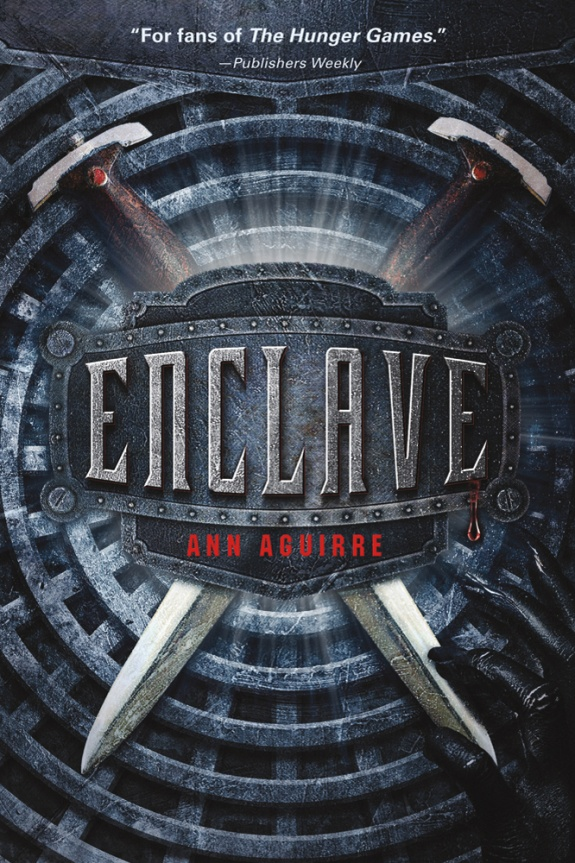 “For fans of The Hunger Games.”
—Publishers Weekly
ENCLAVE
ANN AGUIRRE